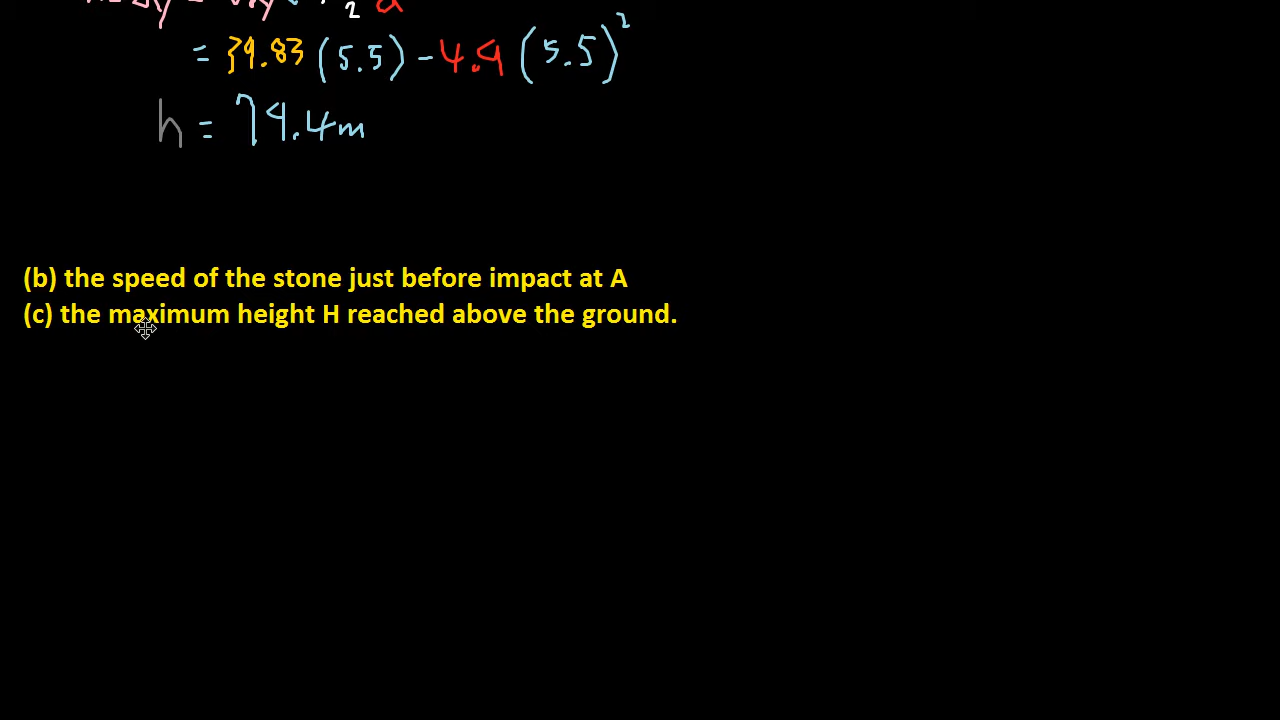 = 39.83 (5.5) - 4.9 (5.5)²
h = 79.4m
(b) the speed of the stone just before impact at A
(c) the maximum height H reached above the ground.